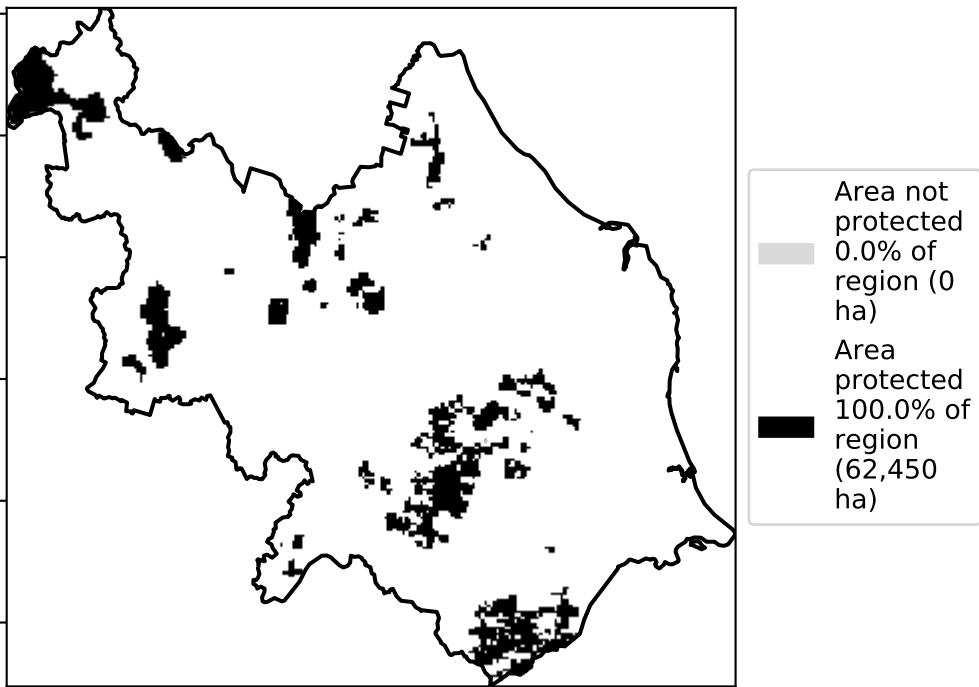 Area not
protected
0.0% of
region (0
ha)
Area
protected
100.0% of
region
(62,450
ha)